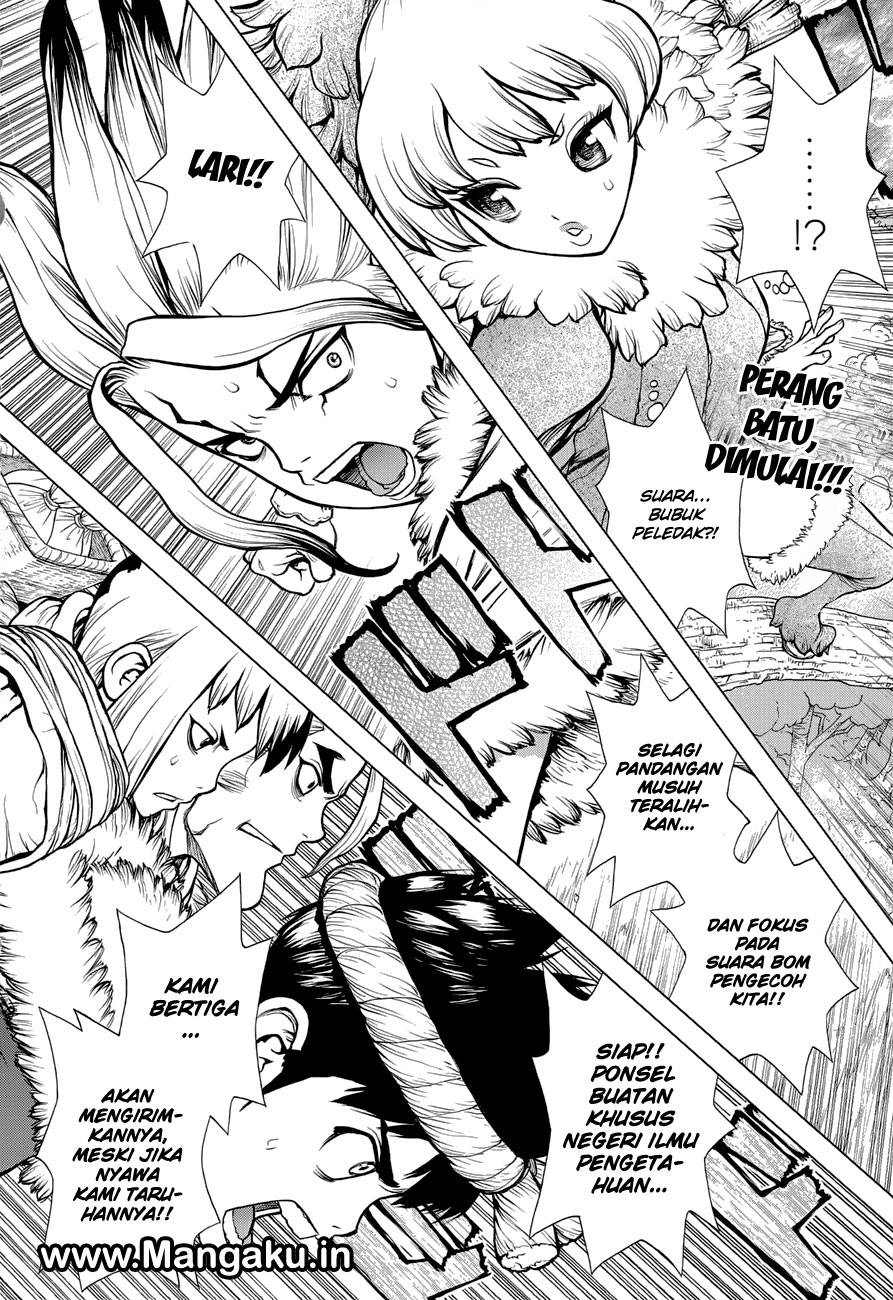 ......
!?
PERANG
BATU,
DIMULAI!!!
SUARA...
BUBUK
PELEDAK?!
LARI!!
SELAGI
PANDANGAN
MUSUH
TERALIH-
KAN...
DAN FOKUS
PADA
SUARA BOM
PENGECOH
KITA!!
SIAP!!
PONSEL
BUATAN
KHUSUS
NEGERI ILMU
PENGETA-
HUAN...
KAMI
BERTIGA
...
AKAN
MENGIRIM-
KANNYA,
MESKI JIKA
NYAWA
KAMI TARU-
HANNYA!!
ドド
www.Mangaku.in